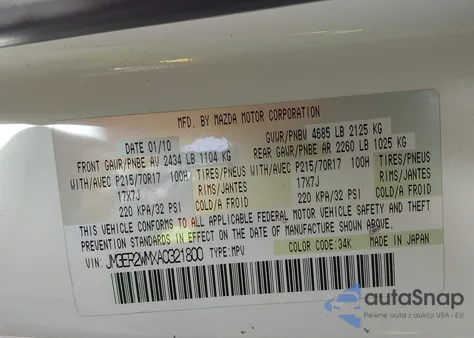 MFD. BY MAZDA MOTOR CORPORATION
DATE 01/10 GVWR/PNBV 4685 LB 2125 KG
FRONT GAWR/PNBE AV 2434 LB 1104 KG REAR GAWR/PNBE AR 2260 LB 1025 KG
WITH/AVEC P215/70R17 100H TIRES/PNEUS WITH/AVEC P215/70R17 100H TIRES/PNEUS
17X7J RIMS/JANTES 17X7J RIMS/JANTES
220 KPA/32 PSI COLD/A FROID 220 KPA/32 PSI COLD/A FROID
THIS VEHICLE CONFORMS TO ALL APPLICABLE FEDERAL MOTOR VEHICLE SAFETY AND THEFT
PREVENTION STANDARDS IN EFFECT ON THE DATE OF MANUFACTURE SHOWN ABOVE.
VIN: JM3ER2WMXA0321800 TYPE: MPV COLOR CODE: 34K MADE IN JAPAN
autoSnap
Pewne auto z USA i EU